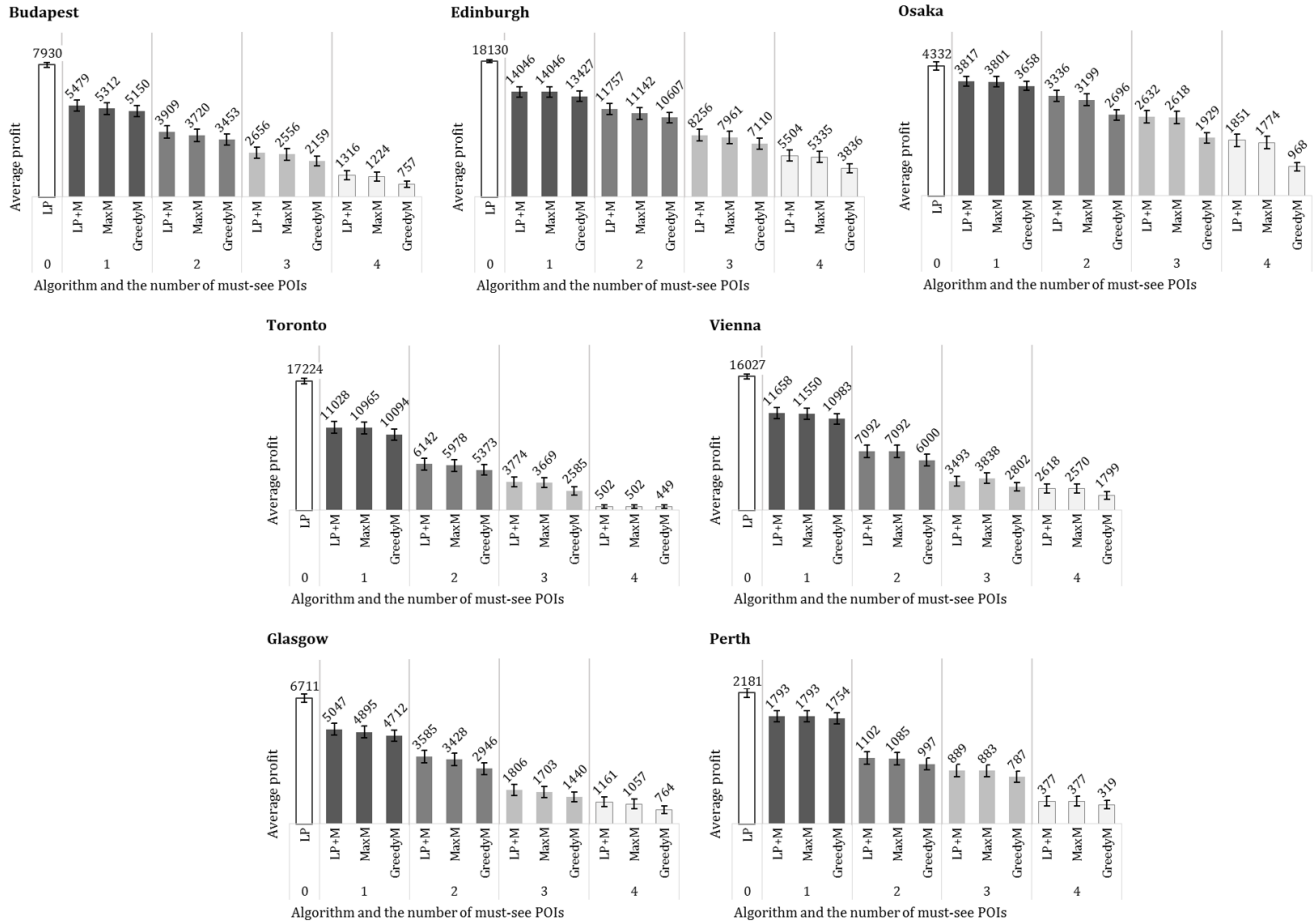 Budapest
Average profit
7930
5479 5312 5150
3909 3720 3453
2656 2556 2159
1316 1224 757
LP LP+M MaxM GreedyM LP+M MaxM GreedyM LP+M MaxM GreedyM LP+M MaxM GreedyM
0 1 2 3 4
Algorithm and the number of must-see POIs
Edinburgh
Average profit
18130
14046 14046 13427
11757 11142 10607
8256 7961 7110
5504 5335 3836
LP LP+M MaxM GreedyM LP+M MaxM GreedyM LP+M MaxM GreedyM LP+M MaxM GreedyM
0 1 2 3 4
Algorithm and the number of must-see POIs
Osaka
Average profit
4332
3817 3801 3658
3336 3199 2696
2632 2618 1929
1851 1774 968
LP LP+M MaxM GreedyM LP+M MaxM GreedyM LP+M MaxM GreedyM LP+M MaxM GreedyM
0 1 2 3 4
Algorithm and the number of must-see POIs
Toronto
Average profit
17224
11028 10965 10094
6142 5978 5373
3774 3669 2585
502 502 449
LP LP+M MaxM GreedyM LP+M MaxM GreedyM LP+M MaxM GreedyM LP+M MaxM GreedyM
0 1 2 3 4
Algorithm and the number of must-see POIs
Vienna
Average profit
16027
11658 11550 10983
7092 7092 6000
3493 3838 2802
2618 2570 1799
LP LP+M MaxM GreedyM LP+M MaxM GreedyM LP+M MaxM GreedyM LP+M MaxM GreedyM
0 1 2 3 4
Algorithm and the number of must-see POIs
Glasgow
Average profit
6711
5047 4895 4712
3585 3428 2946
1806 1703 1440
1161 1057 764
LP LP+M MaxM GreedyM LP+M MaxM GreedyM LP+M MaxM GreedyM LP+M MaxM GreedyM
0 1 2 3 4
Algorithm and the number of must-see POIs
Perth
Average profit
2181
1793 1793 1754
1102 1085 997
889 883 787
377 377 319
LP LP+M MaxM GreedyM LP+M MaxM GreedyM LP+M MaxM GreedyM LP+M MaxM GreedyM
0 1 2 3 4
Algorithm and the number of must-see POIs